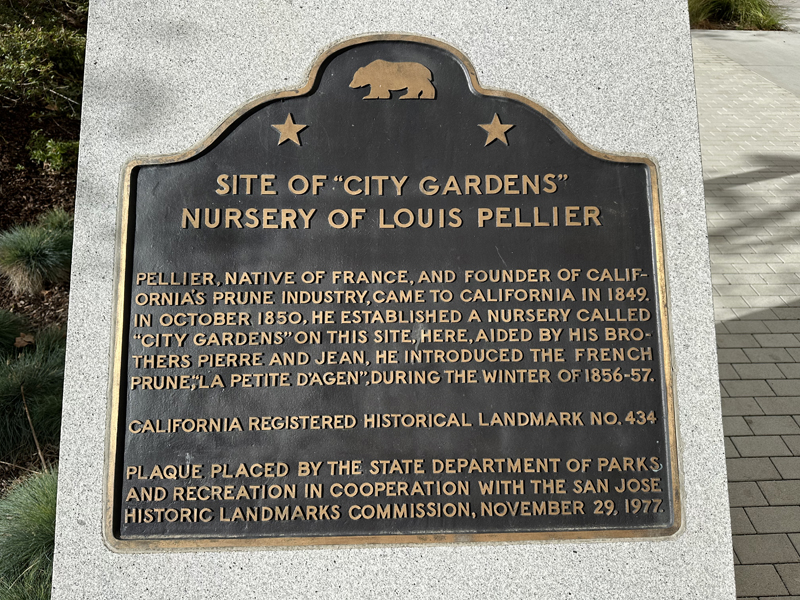 SITE OF "CITY GARDENS"
NURSERY OF LOUIS PELLIER
PELLIER, NATIVE OF FRANCE, AND FOUNDER OF CALIF-
ORNIA'S PRUNE INDUSTRY, CAME TO CALIFORNIA IN 1849.
IN OCTOBER 1850, HE ESTABLISHED A NURSERY CALLED
"CITY GARDENS" ON THIS SITE, HERE, AIDED BY HIS BRO-
THERS PIERRE AND JEAN, HE INTRODUCED THE FRENCH
PRUNE, "LA PETITE D'AGEN", DURING THE WINTER OF 1856-57.
CALIFORNIA REGISTERED HISTORICAL LANDMARK NO. 434
PLAQUE PLACED BY THE STATE DEPARTMENT OF PARKS
AND RECREATION IN COOPERATION WITH THE SAN JOSE
HISTORIC LANDMARKS COMMISSION, NOVEMBER 29, 1977.